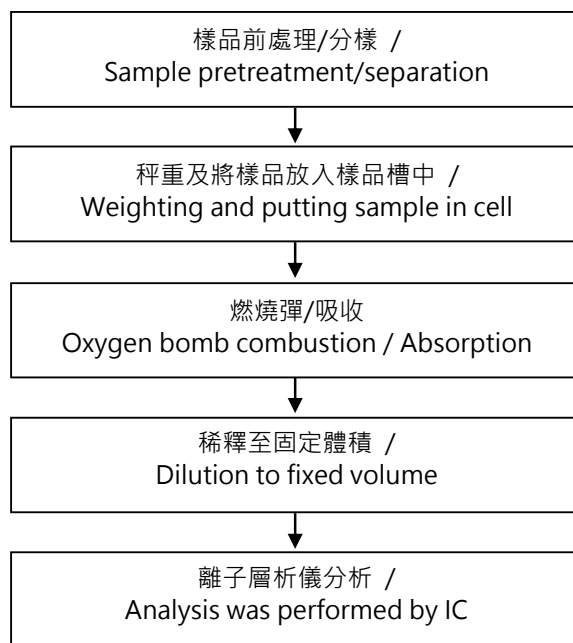 樣品前處理/分樣 /
Sample pretreatment/separation
秤重及將樣品放入樣品槽中 /
Weighting and putting sample in cell
燃燒彈/吸收
Oxygen bomb combustion / Absorption
稀釋至固定體積 /
Dilution to fixed volume
離子層析儀分析 /
Analysis was performed by IC